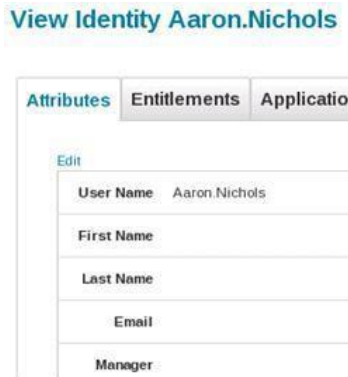 View Identity Aaron.Nichols
Attributes Entitlements Applicatio
Edit
User Name Aaron.Nichols
First Name
Last Name
Email
Manager